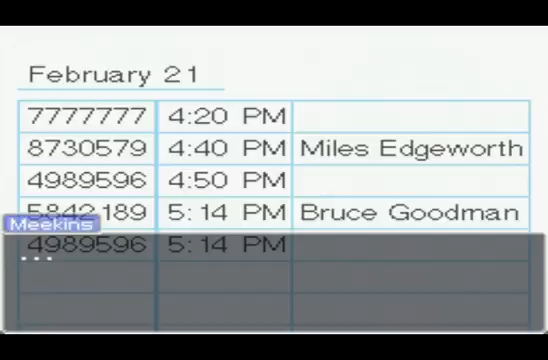 February 21
7777777 4:20 PM
8730579 4:40 PM Miles Edgeworth
4989596 4:50 PM
5842189 5:14 PM Bruce Goodman
Meekins
4989596 5:14 PM
...